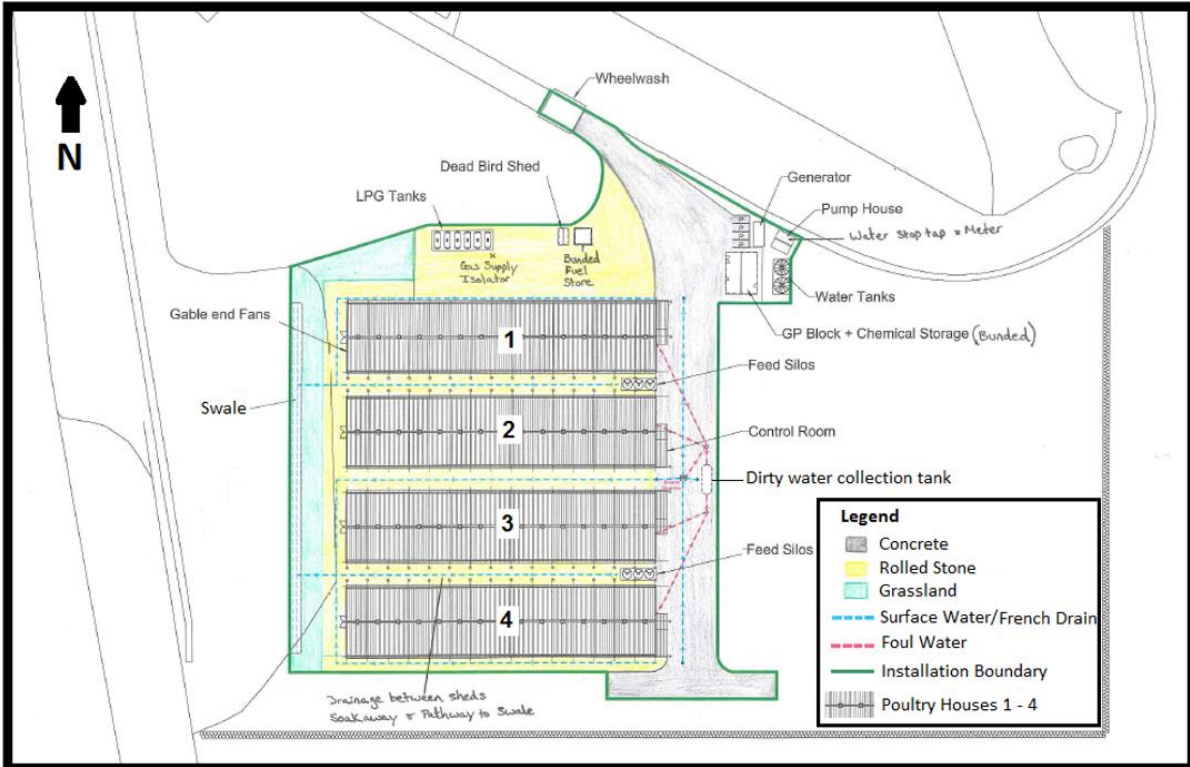 Wheelwash
N
Dead Bird Shed
LPG Tanks
Generator
Pump House
Water Stop tap & Meter
Gas Supply
Isolator
Bunded
Fuel
Store
Water Tanks
Gable end Fans
1
GP Block + Chemical Storage (Bunded)
Feed Silos
Swale
2
Control Room
Dirty water collection tank
3
Feed Silos
4
Drainage between sheds
Soakaway & Pathway to Swale
Legend
Concrete
Rolled Stone
Grassland
Surface Water/French Drain
Foul Water
Installation Boundary
Poultry Houses 1 - 4